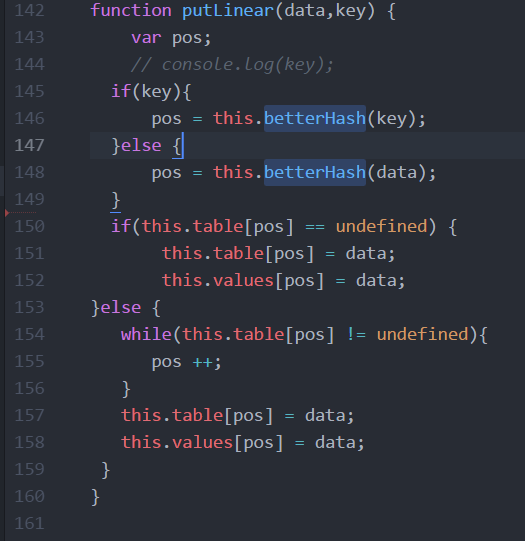 142 function putLinear(data,key) {
143 var pos;
144 // console.log(key);
145 if(key){
146 pos = this.betterHash(key);
147 }else {
148 pos = this.betterHash(data);
149 }
150 if(this.table[pos] == undefined) {
151 this.table[pos] = data;
152 this.values[pos] = data;
153 }else {
154 while(this.table[pos] != undefined){
155 pos ++;
156 }
157 this.table[pos] = data;
158 this.values[pos] = data;
159 }
160 }
161